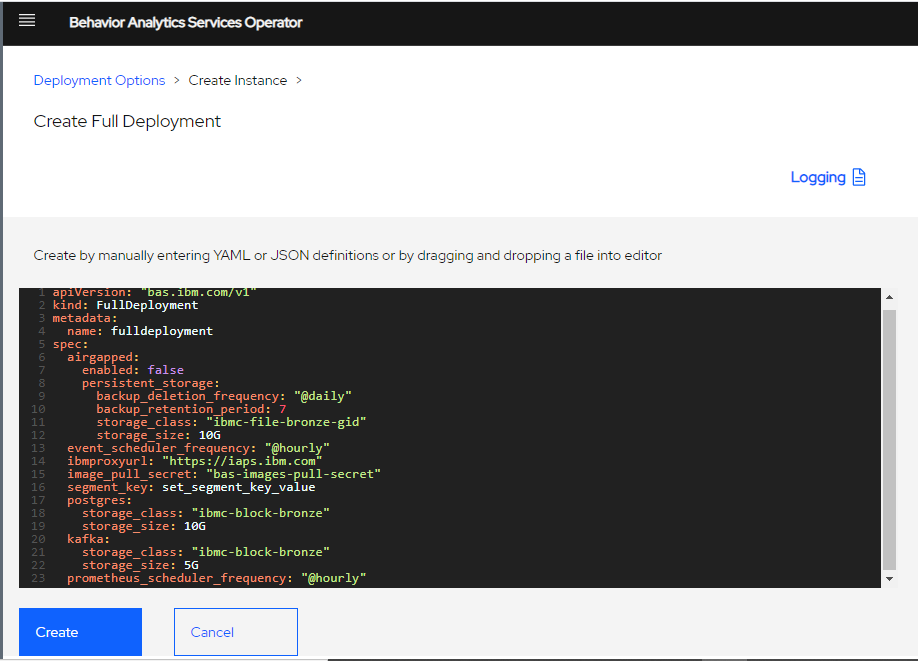 Behavior Analytics Services Operator
Deployment Options > Create Instance >
Create Full Deployment
Logging
Create by manually entering YAML or JSON definitions or by dragging and dropping a file into editor
1 apiVersion: "bas.ibm.com/v1"
2 kind: FullDeployment
3 metadata:
4   name: fulldeployment
5 spec:
6   airgapped:
7     enabled: false
8     persistent_storage:
9       backup_deletion_frequency: "@daily"
10       backup_retention_period: 7
11       storage_class: "ibmc-file-bronze-gid"
12       storage_size: 10G
13   event_scheduler_frequency: "@hourly"
14   ibmproxyurl: "https://iaps.ibm.com"
15   image_pull_secret: "bas-images-pull-secret"
16   segment_key: set_segment_key_value
17   postgres:
18     storage_class: "ibmc-block-bronze"
19     storage_size: 10G
20   kafka:
21     storage_class: "ibmc-block-bronze"
22     storage_size: 5G
23   prometheus_scheduler_frequency: "@hourly"
Create
Cancel